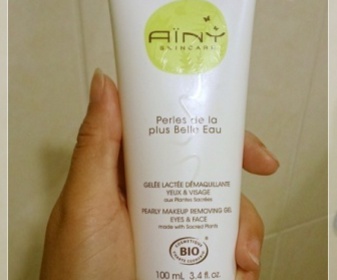 AÏNY
SKINCARE
Perles de la
plus Belle Eau
GELÉE LACTÉE DÉMAQUILLANTE
YEUX & VISAGE
aux Plantes Sacrées
PEARLY MAKEUP REMOVING GEL
EYES & FACE
made with Sacred Plants
COSMETIQUE
BIO
100 mL 3.4 fl.oz.